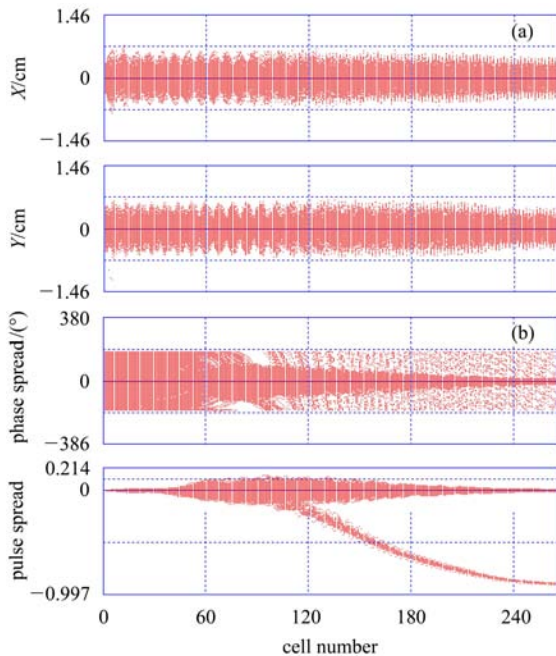 1.46
(a)
X/cm
0
−1.46
1.46
Y/cm
0
−1.46
380
(b)
phase spread/(°)
0
−386
0.214
0
pulse spread
−0.997
0 60 120 180 240
cell number